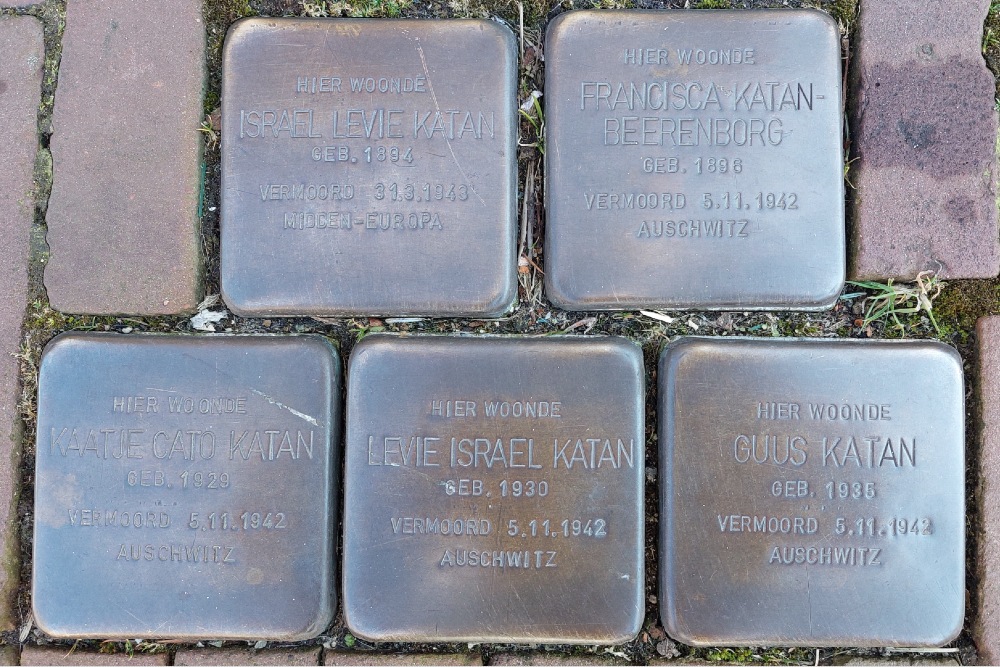 HIER WOONDE
ISRAEL LEVIE KATAN
GEB. 1894
VERMOORD 31.3.1943
MIDDEN-EUROPA
HIER WOONDE
FRANCISCA KATAN-
BEERENBORG
GEB. 1896
VERMOORD 5.11.1942
AUSCHWITZ
HIER WOONDE
KAATJE CATO KATAN
GEB. 1929
VERMOORD 5.11.1942
AUSCHWITZ
HIER WOONDE
LEVIE ISRAEL KATAN
GEB. 1930
VERMOORD 5.11.1942
AUSCHWITZ
HIER WOONDE
GUUS KATAN
GEB. 1935
VERMOORD 5.11.1942
AUSCHWITZ